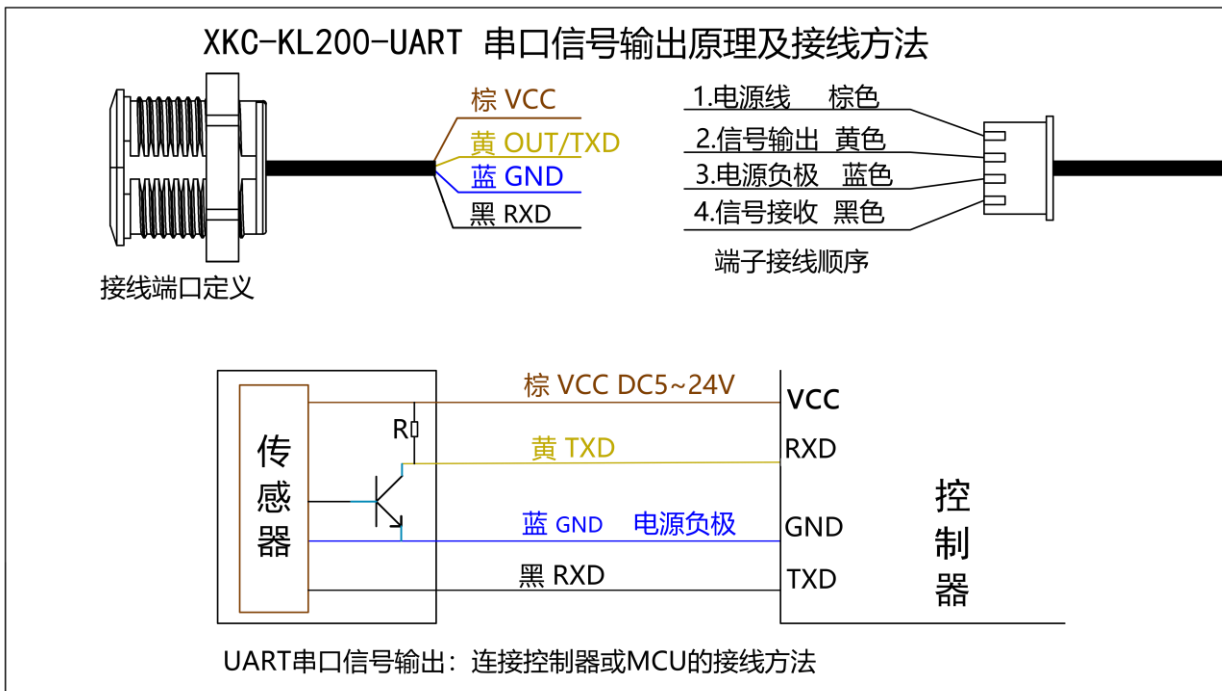 XKC-KL200-UART 串口信号输出原理及接线方法
棕 VCC
黄 OUT/TXD
蓝 GND
黑 RXD
接线端口定义
1.电源线 棕色
2.信号输出 黄色
3.电源负极 蓝色
4.信号接收 黑色
端子接线顺序
传感器
R
棕 VCC DC5~24V
黄 TXD
蓝 GND 电源负极
黑 RXD
VCC
RXD
GND
TXD
控制器
UART串口信号输出：连接控制器或MCU的接线方法